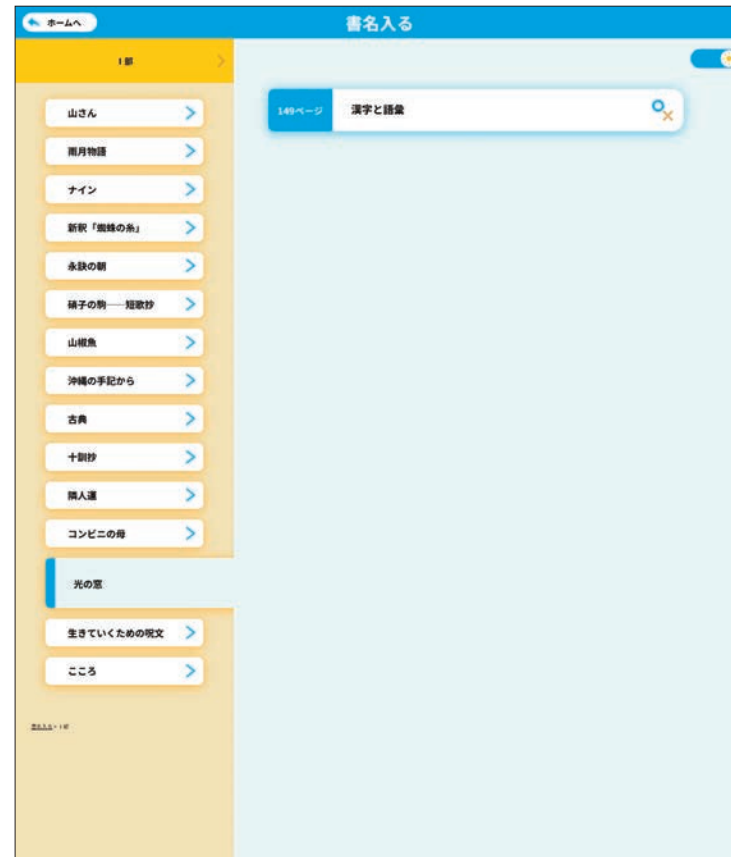 ホームへ
書名入る
I 部
山さん
雨月物語
ナイン
新釈「蜘蛛の糸」
永訣の朝
硝子の駒――短歌抄
山椒魚
沖縄の手記から
古典
十訓抄
隣人運
コンビニの母
光の窓
生きていくための呪文
こころ
149ページ
漢字と語彙